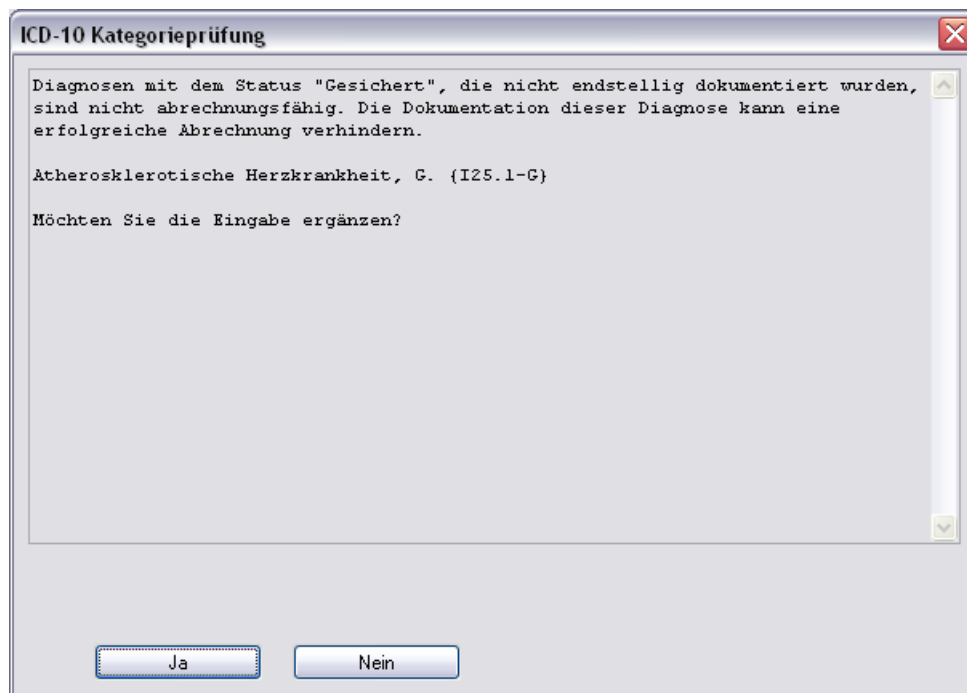 ICD-10 Kategorieprüfung
Diagnosen mit dem Status "Gesichert", die nicht endstellig dokumentiert wurden,
sind nicht abrechnungsfähig. Die Dokumentation dieser Diagnose kann eine
erfolgreiche Abrechnung verhindern.
Atherosklerotische Herzkrankheit, G. {I25.1-G}
Möchten Sie die Eingabe ergänzen?
Ja
Nein